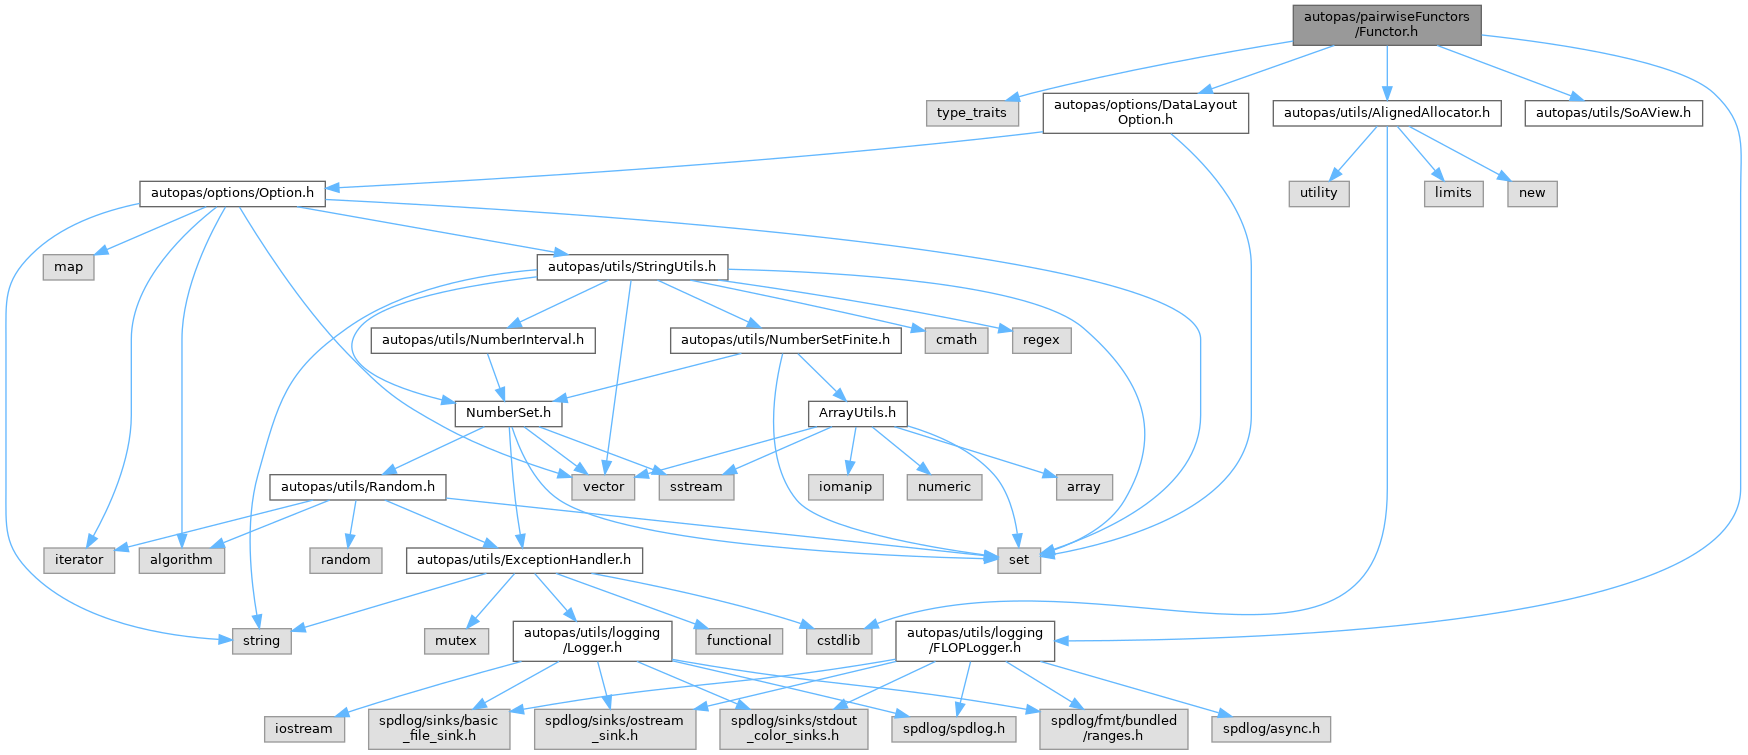 autopas/pairwiseFunctors
/Functor.h
type_traits
autopas/options/DataLayout
Option.h
autopas/utils/AlignedAllocator.h
autopas/utils/SoAView.h
autopas/options/Option.h
utility
limits
new
map
autopas/utils/StringUtils.h
autopas/utils/NumberInterval.h
autopas/utils/NumberSetFinite.h
cmath
regex
NumberSet.h
ArrayUtils.h
autopas/utils/Random.h
vector
sstream
iomanip
numeric
array
iterator
algorithm
random
autopas/utils/ExceptionHandler.h
set
string
mutex
autopas/utils/logging
/Logger.h
functional
cstdlib
autopas/utils/logging
/FLOPLogger.h
iostream
spdlog/sinks/basic
_file_sink.h
spdlog/sinks/ostream
_sink.h
spdlog/sinks/stdout
_color_sinks.h
spdlog/spdlog.h
spdlog/fmt/bundled
/ranges.h
spdlog/async.h